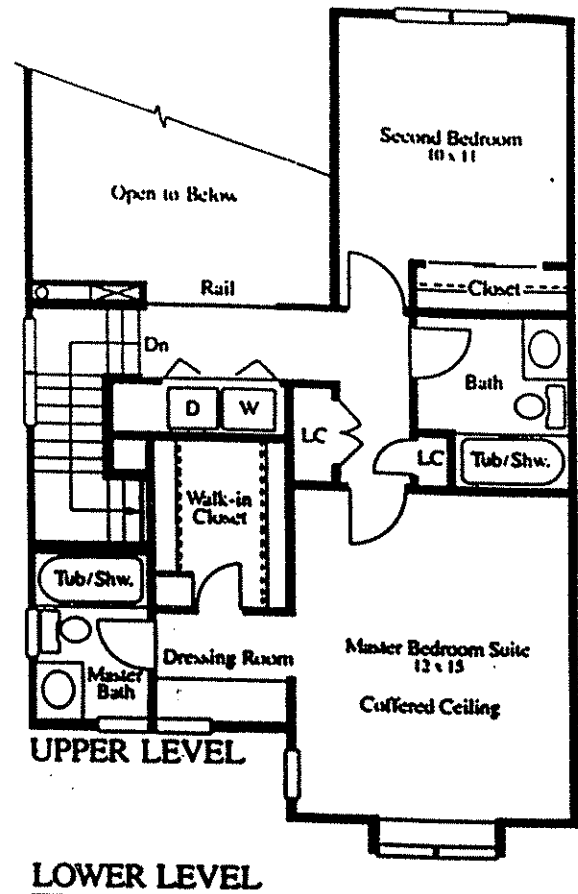 Second Bedroom
10 x 11
Open to Below
Rail
Closet
Dn
Bath
D
W
LC
LC
Tub/Shw.
Walk-in
Closet
Tub/Shw.
Dressing Room
Master Bedroom Suite
12 x 15
Master
Bath
Coffered Ceiling
UPPER LEVEL
LOWER LEVEL